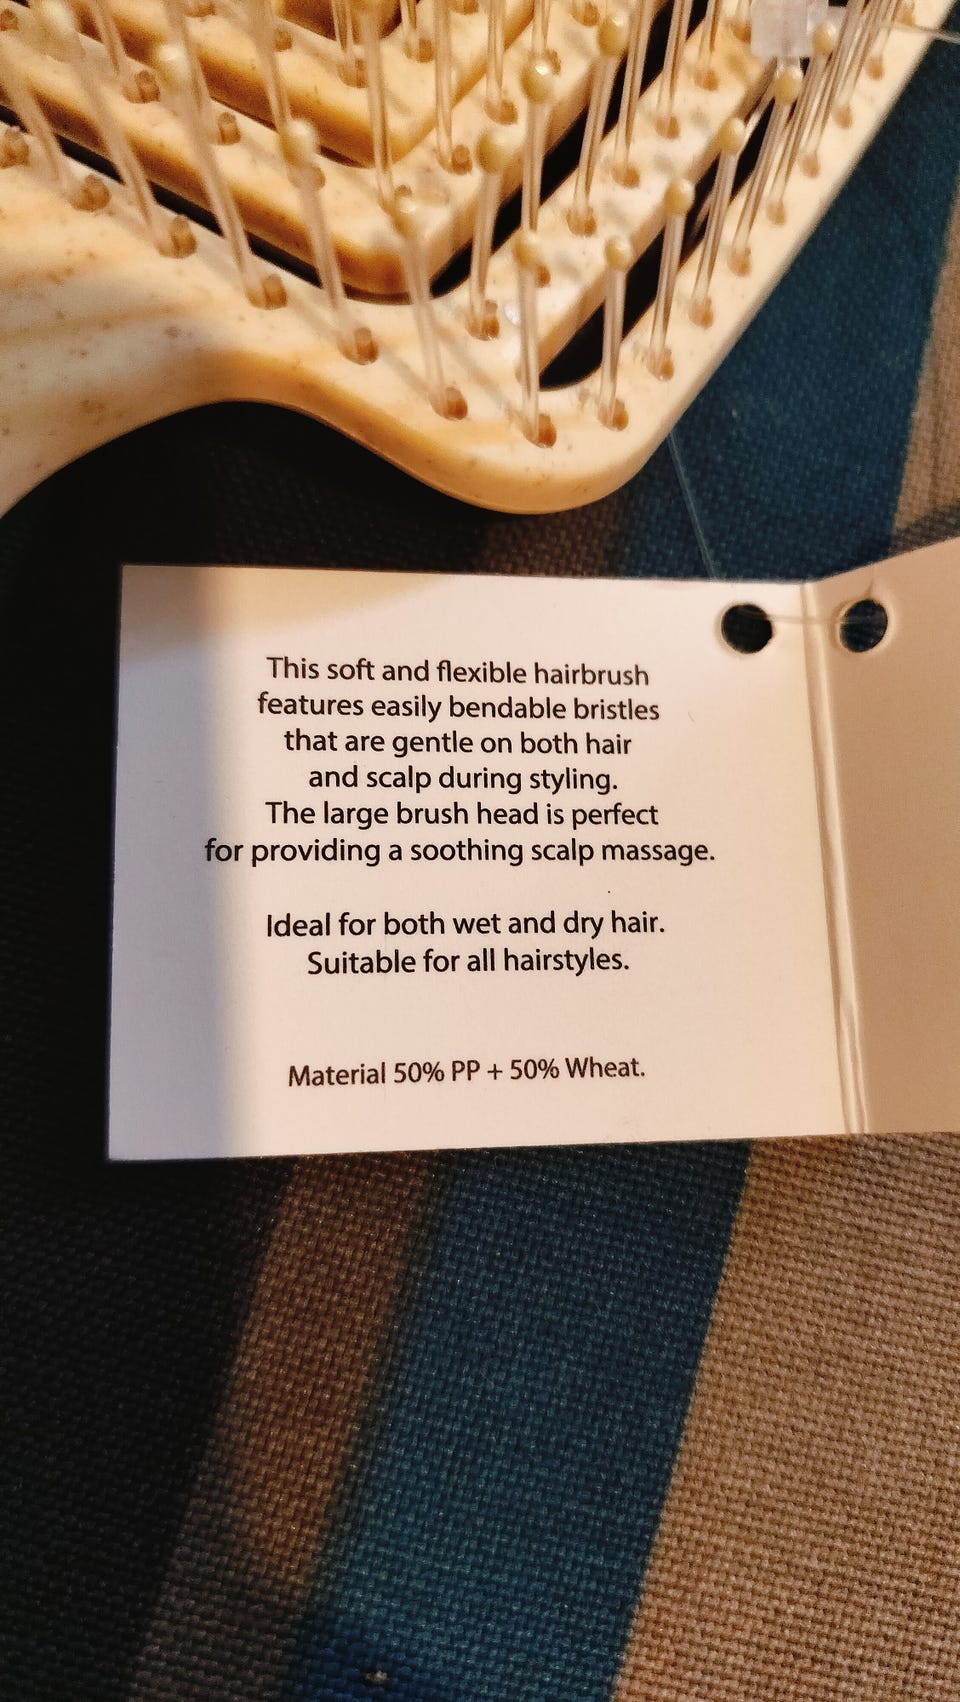 This soft and flexible hairbrush
features easily bendable bristles
that are gentle on both hair
and scalp during styling.
The large brush head is perfect
for providing a soothing scalp massage.
Ideal for both wet and dry hair.
Suitable for all hairstyles.
Material 50% PP + 50% Wheat.